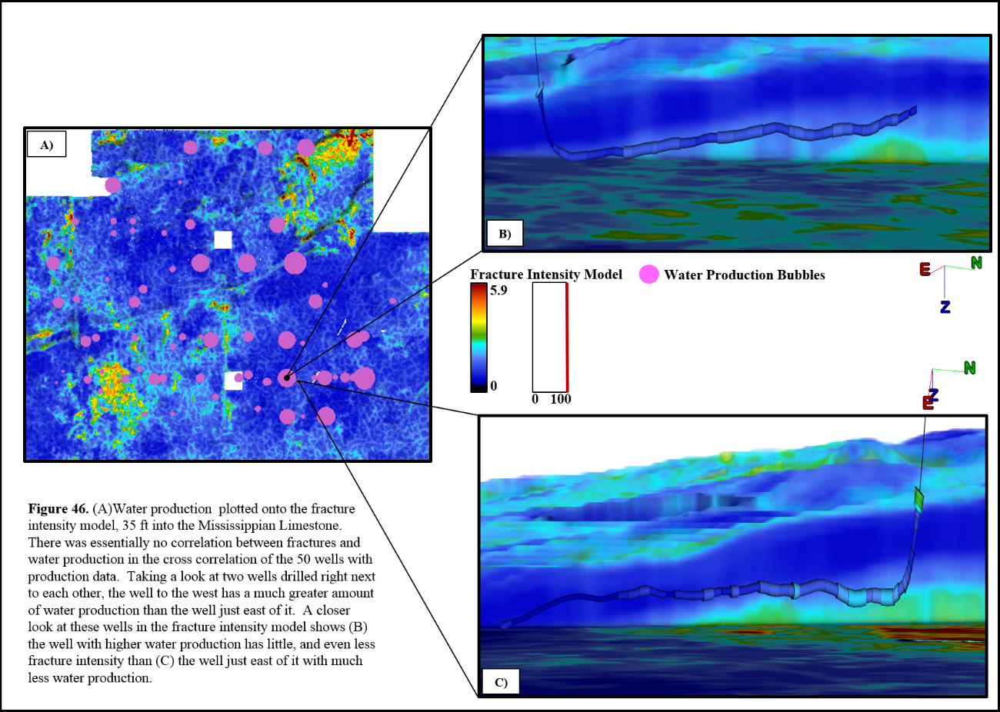 A)
B)
Fracture Intensity Model
Water Production Bubbles
5.9
0
0 100
E
N
Z
N
Z
E
C)
Figure 46. (A)Water production plotted onto the fracture
intensity model, 35 ft into the Mississippian Limestone.
There was essentially no correlation between fractures and
water production in the cross correlation of the 50 wells with
production data. Taking a look at two wells drilled right next
to each other, the well to the west has a much greater amount
of water production than the well just east of it. A closer
look at these wells in the fracture intensity model shows (B)
the well with higher water production has little, and even less
fracture intensity than (C) the well just east of it with much
less water production.